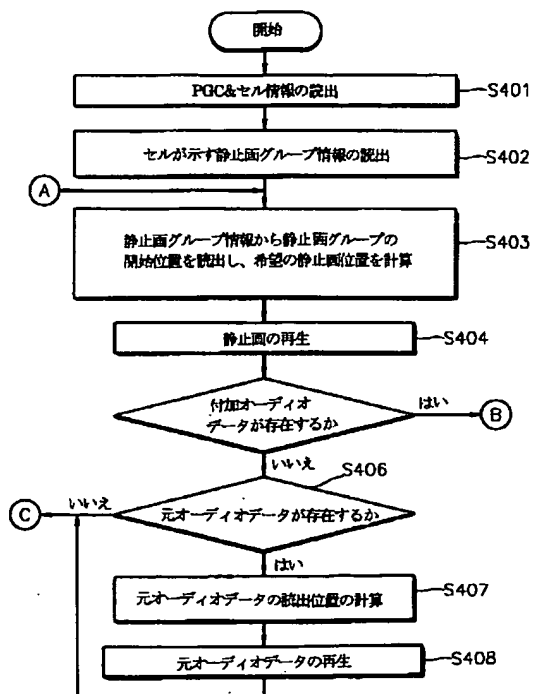 開始
PGC&セル情報の読出
S401
セルが示す静止画グループ情報の読出
S402
A
静止画グループ情報から静止画グループの
開始位置を読出し、希望の静止画位置を計算
S403
静止画の再生
S404
付加オーディオ
データが存在するか
はい
B
いいえ
S406
いいえ
C
元オーディオデータが存在するか
はい
元オーディオデータの読出位置の計算
S407
元オーディオデータの再生
S408